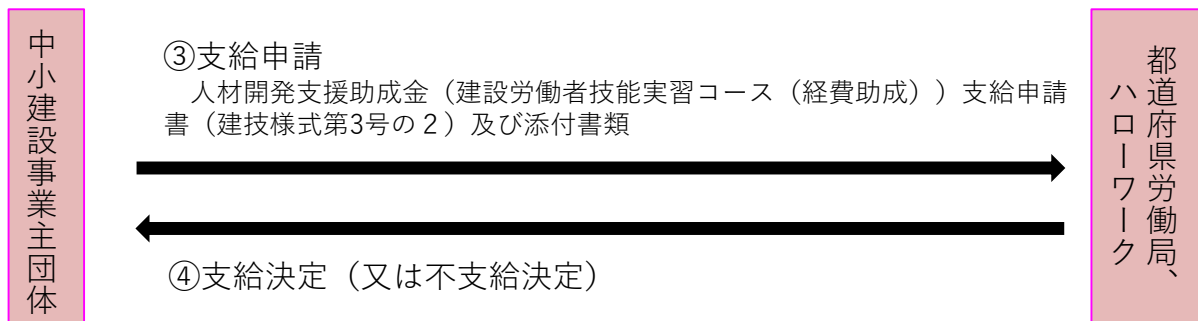 中小建設事業主団体
③支給申請
人材開発支援助成金（建設労働者技能実習コース（経費助成））支給申請
書（建技様式第3号の２）及び添付書類
④支給決定（又は不支給決定）
都道府県労働局、
ハローワーク